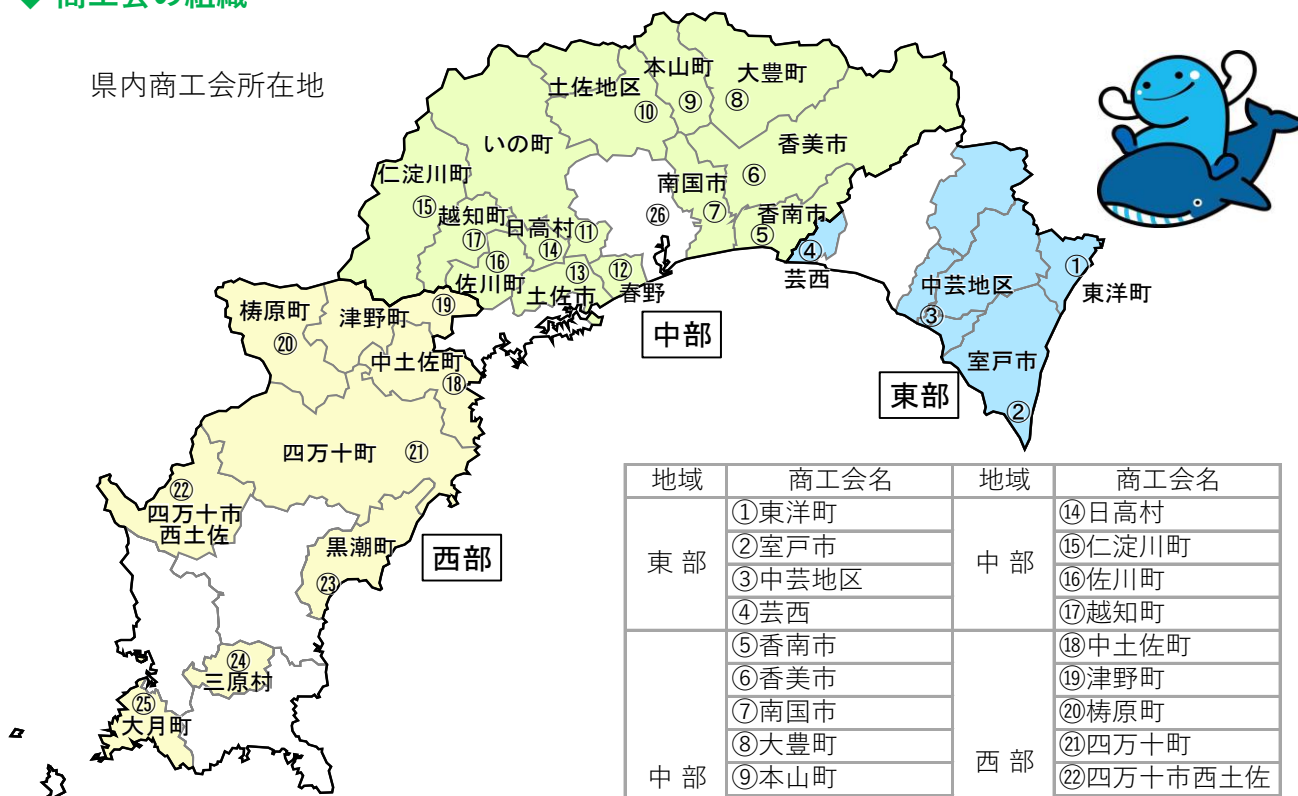 ◆ 商工会の組織
県内商工会所在地
本山町
⑨
大豊町
⑧
土佐地区
⑩
いの町
香美市
⑥
仁淀川町
⑮
南国市
⑦
越知町
⑰
日高村
⑭
⑪
㉖
香南市
⑤
④
芸西
⑯
佐川町
⑬
土佐市
⑫
春野
中芸地区
③
①
東洋町
梼原町
⑳
津野町
⑲
中部
中土佐町
⑱
室戸市
②
東部
四万十町
㉑
㉒
四万十市
西土佐
黒潮町
㉓
西部
㉔
三原村
㉕
大月町
地域 商工会名 地域 商工会名
東 部 ①東洋町 中 部 ⑭日高村
②室戸市 ⑮仁淀川町
③中芸地区 ⑯佐川町
④芸西 ⑰越知町
中 部 ⑤香南市 西 部 ⑱中土佐町
⑥香美市 ⑲津野町
⑦南国市 ⑳梼原町
⑧大豊町 ㉑四万十町
⑨本山町 ㉒四万十市西土佐